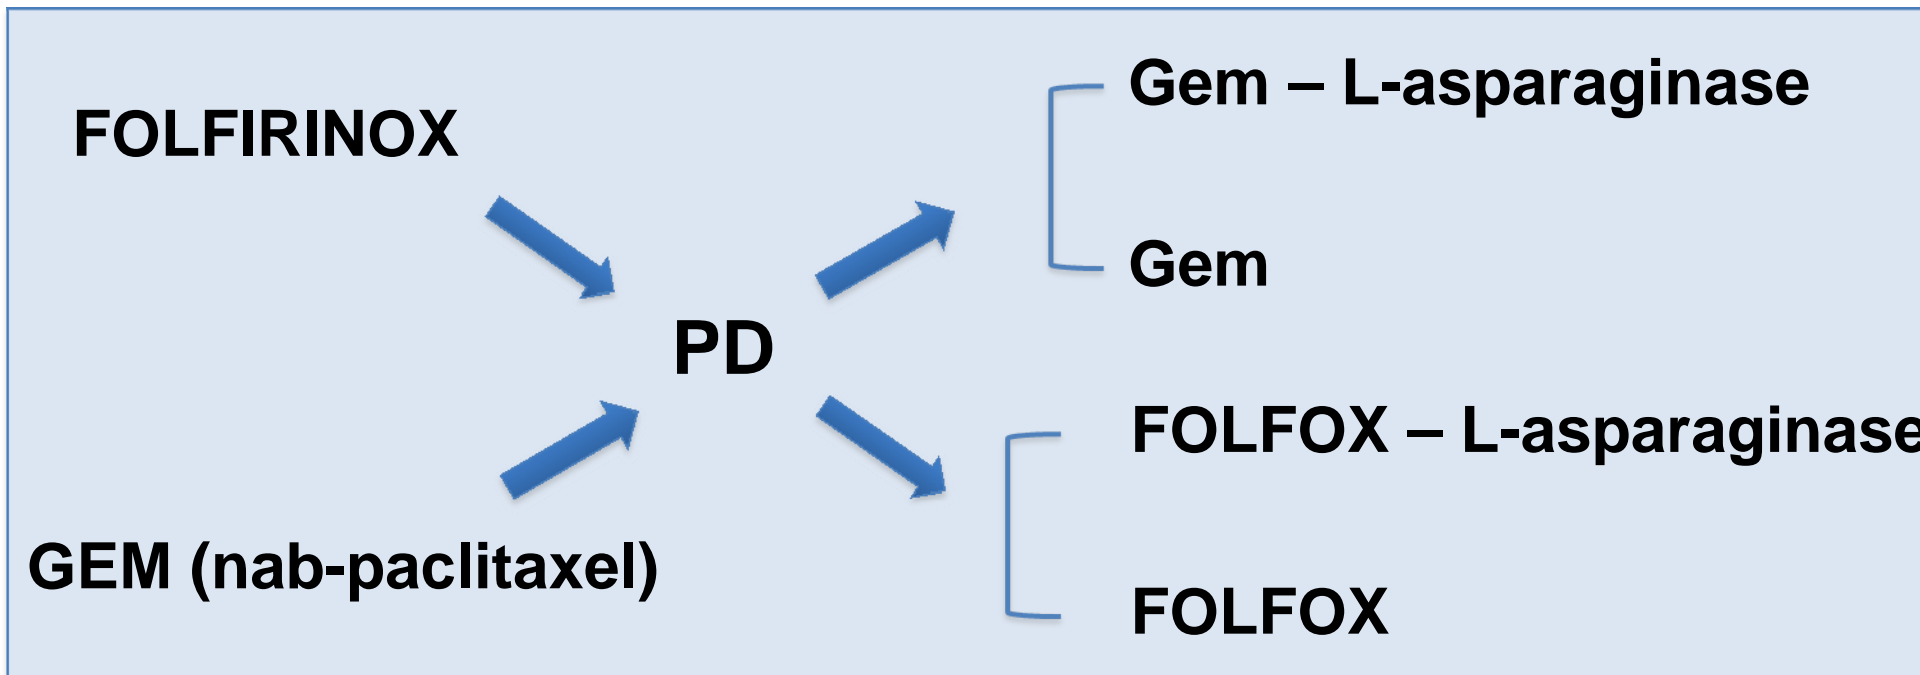 FOLFIRINOX
GEM (nab-paclitaxel)
PD
Gem – L-asparaginase
Gem
FOLFOX – L-asparaginase
FOLFOX